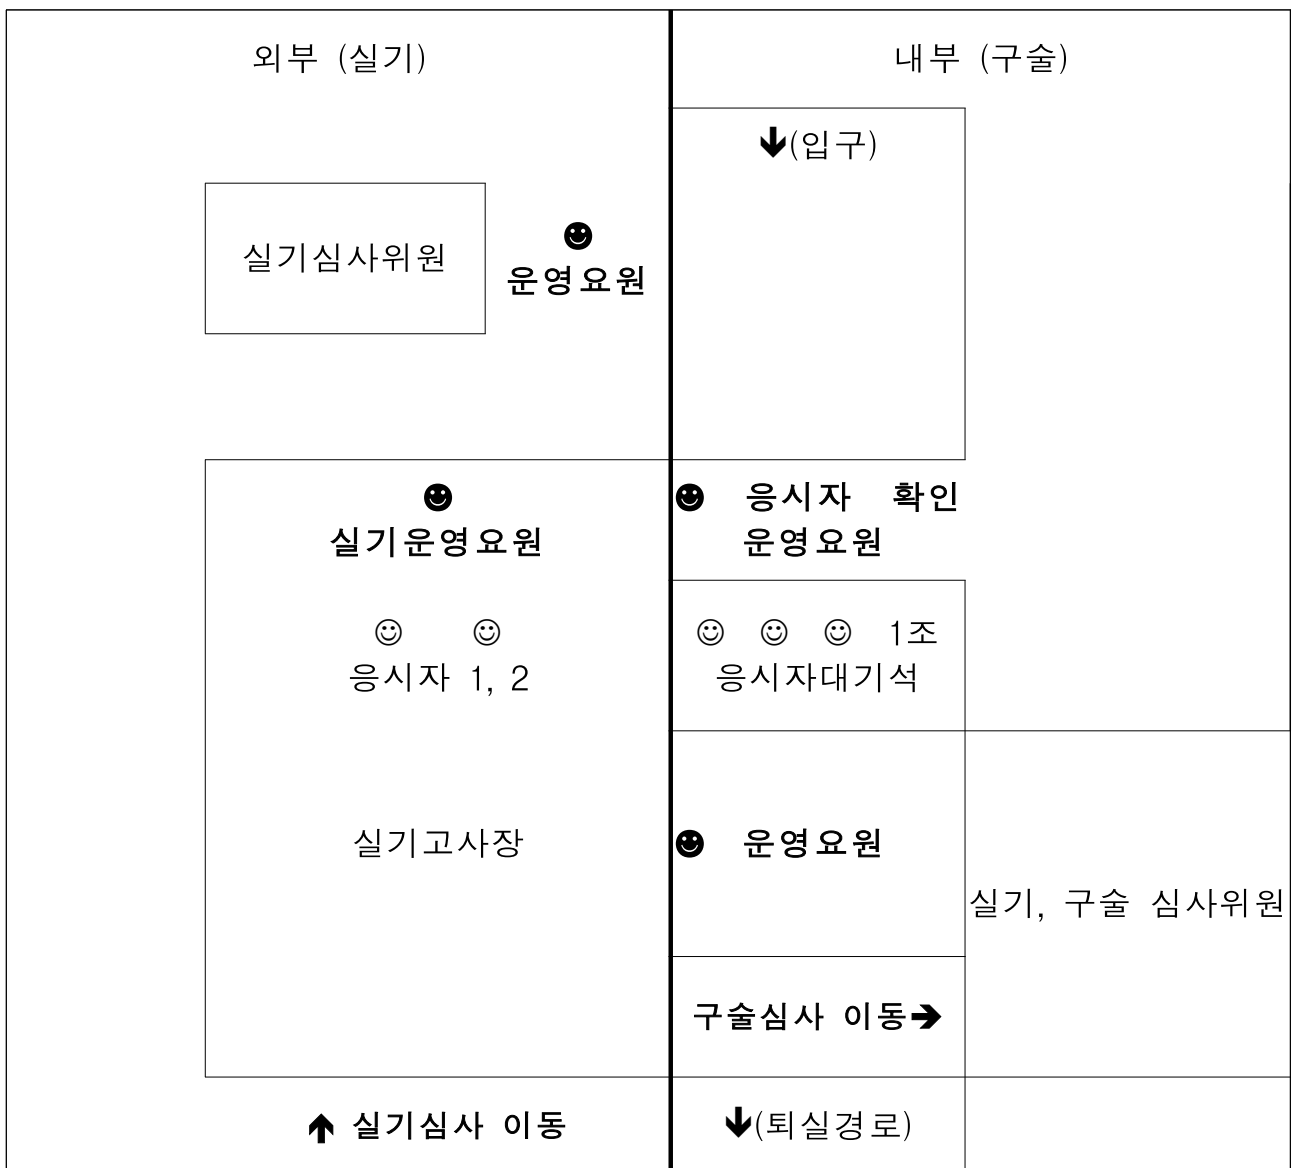 외부 (실기)
내부 (구술)
↓(입구)
실기심사위원
☻
운영요원
☻
실기운영요원
☻ 응시자 확인
운영요원
☺ ☺
응시자 1, 2
☺ ☺ ☺ 1조
응시자대기석
실기고사장
☻ 운영요원
실기, 구술 심사위원
구술심사 이동→
↑ 실기심사 이동
↓(퇴실경로)